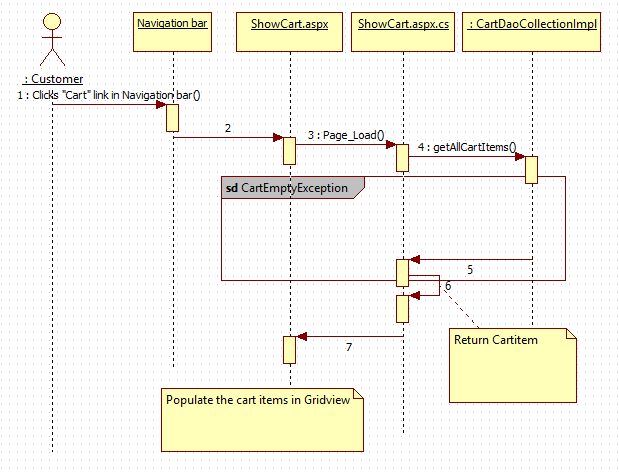 Navigation bar
ShowCart.aspx
ShowCart.aspx.cs
: CartDaoCollectionImpl
: Customer
1 : Clicks "Cart" link in Navigation bar()
2
3 : Page_Load()
4 : getAllCartItems()
sd CartEmptyException
5
6
7
Return Cartitem
Populate the cart items in Gridview